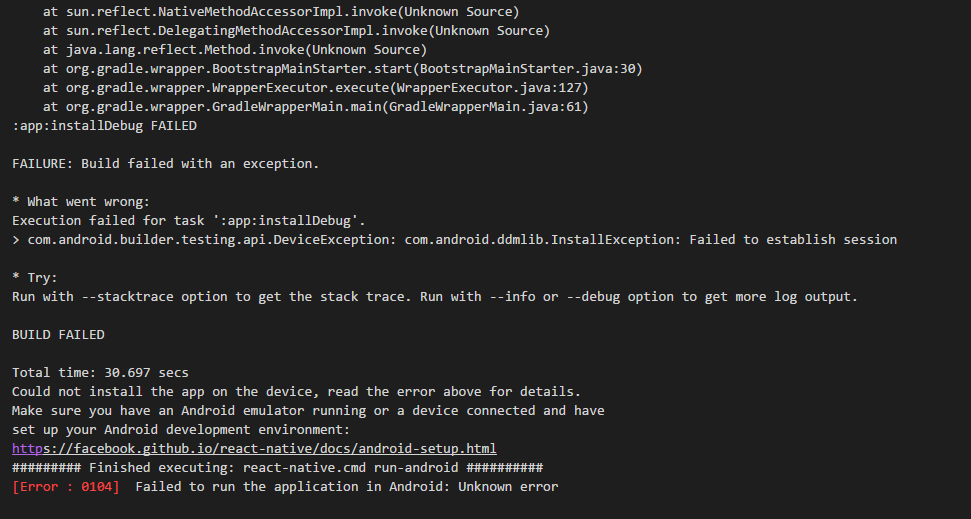 at sun.reflect.NativeMethodAccessorImpl.invoke(Unknown Source)
at sun.reflect.DelegatingMethodAccessorImpl.invoke(Unknown Source)
at java.lang.reflect.Method.invoke(Unknown Source)
at org.gradle.wrapper.BootstrapMainStarter.start(BootstrapMainStarter.java:30)
at org.gradle.wrapper.WrapperExecutor.execute(WrapperExecutor.java:127)
at org.gradle.wrapper.GradleWrapperMain.main(GradleWrapperMain.java:61)
:app:installDebug FAILED
FAILURE: Build failed with an exception.
* What went wrong:
Execution failed for task ':app:installDebug'.
> com.android.builder.testing.api.DeviceException: com.android.ddmlib.InstallException: Failed to establish session
* Try:
Run with --stacktrace option to get the stack trace. Run with --info or --debug option to get more log output.
BUILD FAILED
Total time: 30.697 secs
Could not install the app on the device, read the error above for details.
Make sure you have an Android emulator running or a device connected and have
set up your Android development environment:
https://facebook.github.io/react-native/docs/android-setup.html
######### Finished executing: react-native.cmd run-android ##########
[Error : 0104] Failed to run the application in Android: Unknown error